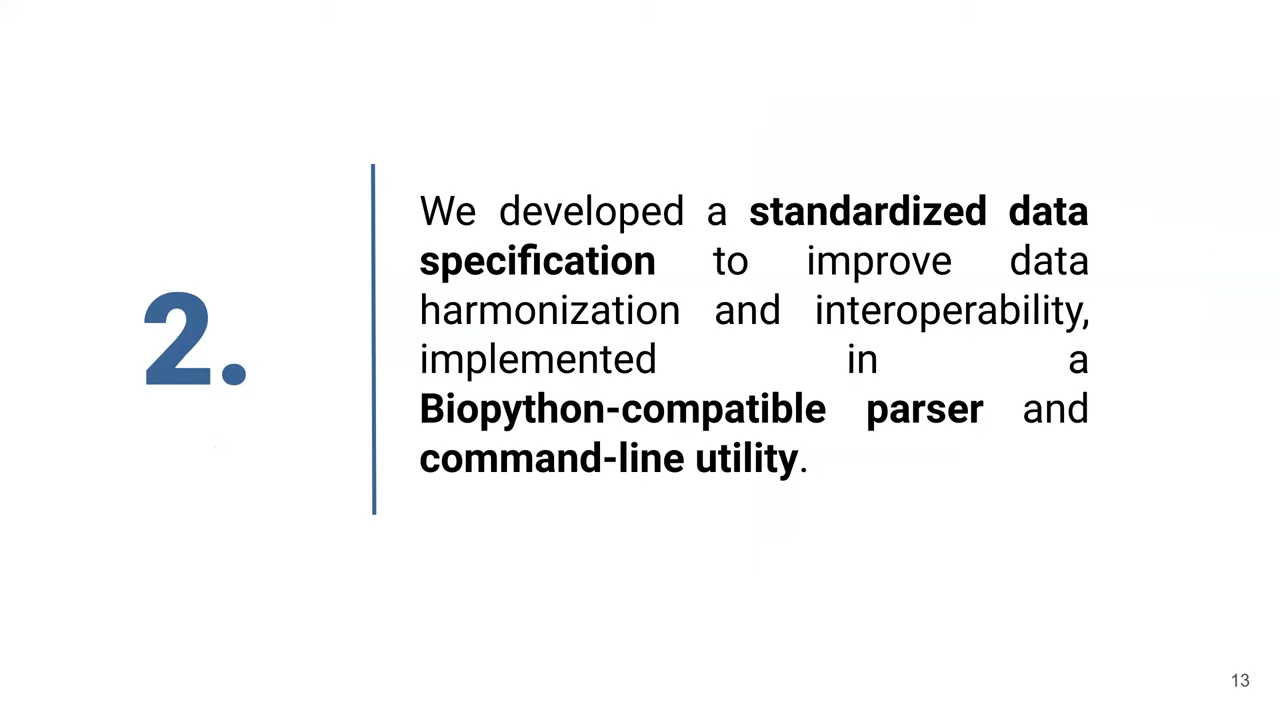 2.
We developed a standardized data
specification to improve data
harmonization and interoperability,
implemented in a
Biopython-compatible parser and
command-line utility.
13